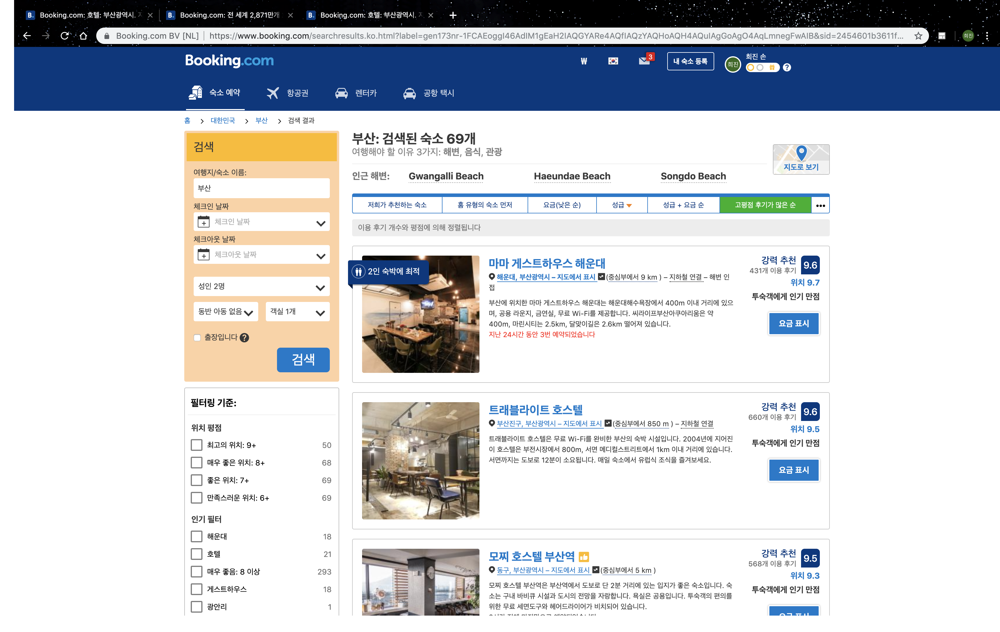 Booking.com: 호텔: 부산광역시.
Booking.com: 전 세계 2,871만개
Booking.com: 호텔: 부산광역시.
Booking.com BV [NL] https://www.booking.com/searchresults.ko.html?label=gen173nr-1FCAEoggI46AdIM1gEaH2IAQGYARe4AQfIAQzYAQHoAQH4AQuIAgGoAgO4AqLmnegFwAIB&sid=2454601b3611f...
희진
Booking.com
₩
3
내 숙소 등록
희진
희진 손
숙소 예약
항공권
렌터카
공항 택시
홈 > 대한민국 > 부산 > 검색 결과
검색
여행지/숙소 이름:
부산
체크인 날짜
체크인 날짜
체크아웃 날짜
체크아웃 날짜
성인 2명
동반 아동 없음
객실 1개
출장입니다
검색
필터링 기준:
위치 평점
최고의 위치: 9+ 50
매우 좋은 위치: 8+ 68
좋은 위치: 7+ 69
만족스러운 위치: 6+ 69
인기 필터
해운대 18
호텔 21
매우 좋음: 8 이상 293
게스트하우스 18
광안리 1
부산: 검색된 숙소 69개
여행해야 할 이유 3가지: 해변, 음식, 관광
지도로 보기
인근 해변: Gwangalli Beach Haeundae Beach Songdo Beach
저희가 추천하는 숙소
홈 유형의 숙소 먼저
요금(낮은 순)
성급
성급 + 요금 순
고평점 후기가 많은 순
•••
이용 후기 개수와 평점에 의해 정렬됩니다
2인 숙박에 최적
마마 게스트하우스 해운대
해운대, 부산광역시 – 지도에서 표시 (중심부에서 9 km ) – 지하철 연결 – 해변 인
접
부산에 위치한 마마 게스트하우스 해운대는 해운대해수욕장에서 400m 이내 거리에 있으
며, 공용 라운지, 금연실, 무료 Wi-Fi를 제공합니다. 씨라이프부산아쿠아리움은 약
400m, 마린시티는 2.5km, 달맞이길은 2.6km 떨어져 있습니다.
지난 24시간 동안 3번 예약되었습니다
강력 추천 9.6
431개 이용 후기
위치 9.7
투숙객에게 인기 만점
요금 표시
트래블라이트 호스텔
부산진구, 부산광역시 – 지도에서 표시 (중심부에서 850 m ) – 지하철 연결
트래블라이트 호스텔은 무료 Wi-Fi를 완비한 부산의 숙박 시설입니다. 2004년에 지어진
이 호스텔은 부전시장에서 800m, 서면 메디컬스트리트에서 1km 이내 거리에 있습니다.
서면까지는 도보로 12분이 소요됩니다. 매일 숙소에서 유럽식 조식을 즐겨보세요.
강력 추천 9.6
660개 이용 후기
위치 9.5
투숙객에게 인기 만점
요금 표시
모찌 호스텔 부산역
동구, 부산광역시 – 지도에서 표시 (중심부에서 5 km )
모찌 호스텔 부산역은 부산역에서 도보로 단 2분 거리에 있는 입지가 좋은 숙소입니다. 숙
소는 구내 바비큐 시설과 도시의 전망을 자랑합니다. 욕실은 공용입니다. 투숙객의 편의를
위한 무료 세면도구와 헤어드라이어가 비치되어 있습니다.
강력 추천 9.5
568개 이용 후기
위치 9.3
투숙객에게 인기 만점